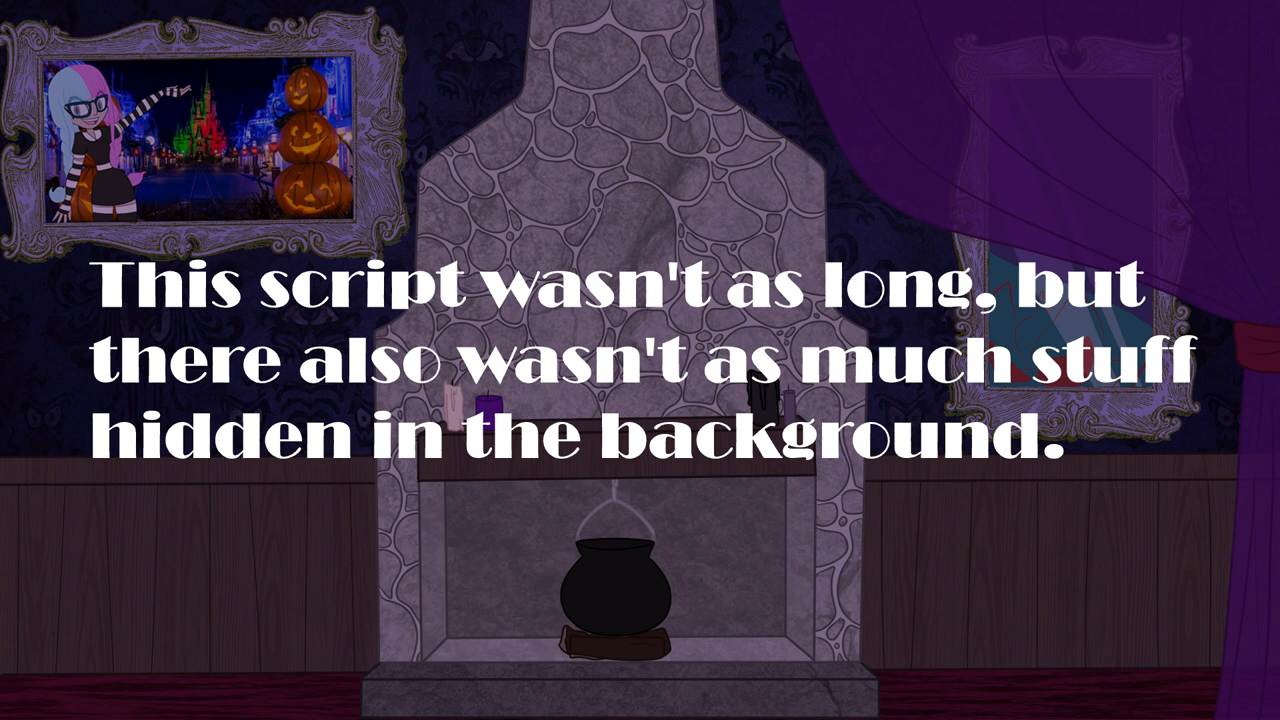 This script wasn't as long, but
there also wasn't as much stuff
hidden in the background.